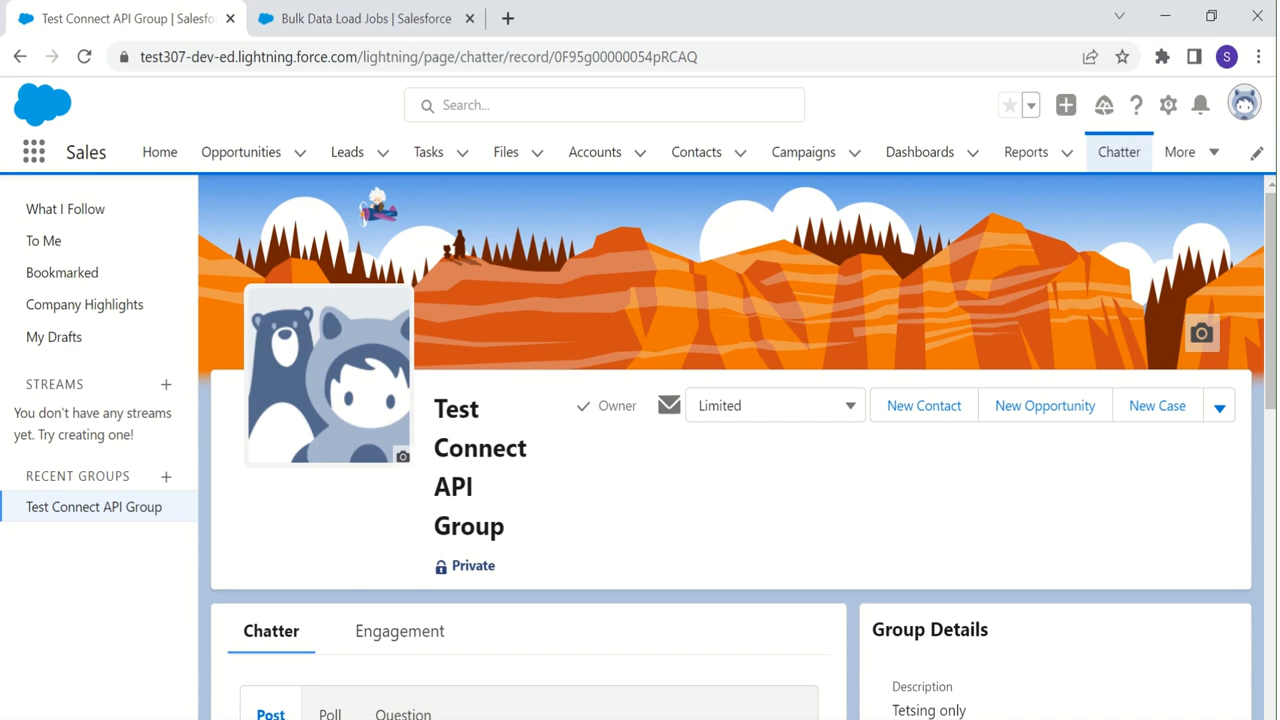 Test Connect API Group | Salesfo
Bulk Data Load Jobs | Salesforce
test307-dev-ed.lightning.force.com/lightning/page/chatter/record/0F95g00000054pRCAQ
S
Search...
Sales
Home
Opportunities
Leads
Tasks
Files
Accounts
Contacts
Campaigns
Dashboards
Reports
Chatter
More
What I Follow
To Me
Bookmarked
Company Highlights
My Drafts
STREAMS
You don't have any streams
yet. Try creating one!
RECENT GROUPS
Test Connect API Group
Test
Connect
API
Group
Private
Owner
Limited
New Contact
New Opportunity
New Case
Chatter
Engagement
Post
Poll
Question
Group Details
Description
Tetsing only